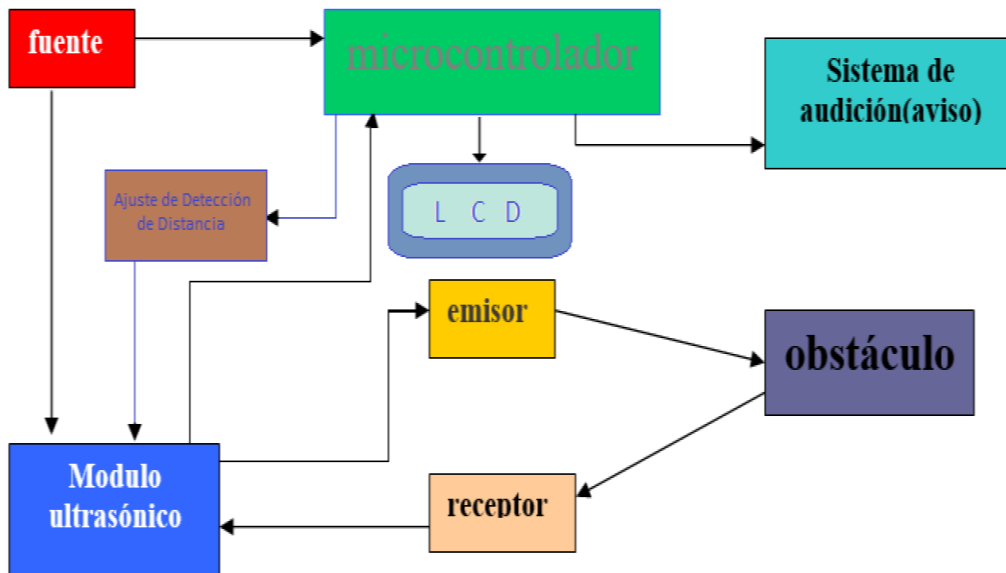 fuente
microcontrolador
Sistema de
audición(aviso)
Ajuste de Detección
de Distancia
L C D
emisor
obstáculo
Modulo
ultrasónico
receptor